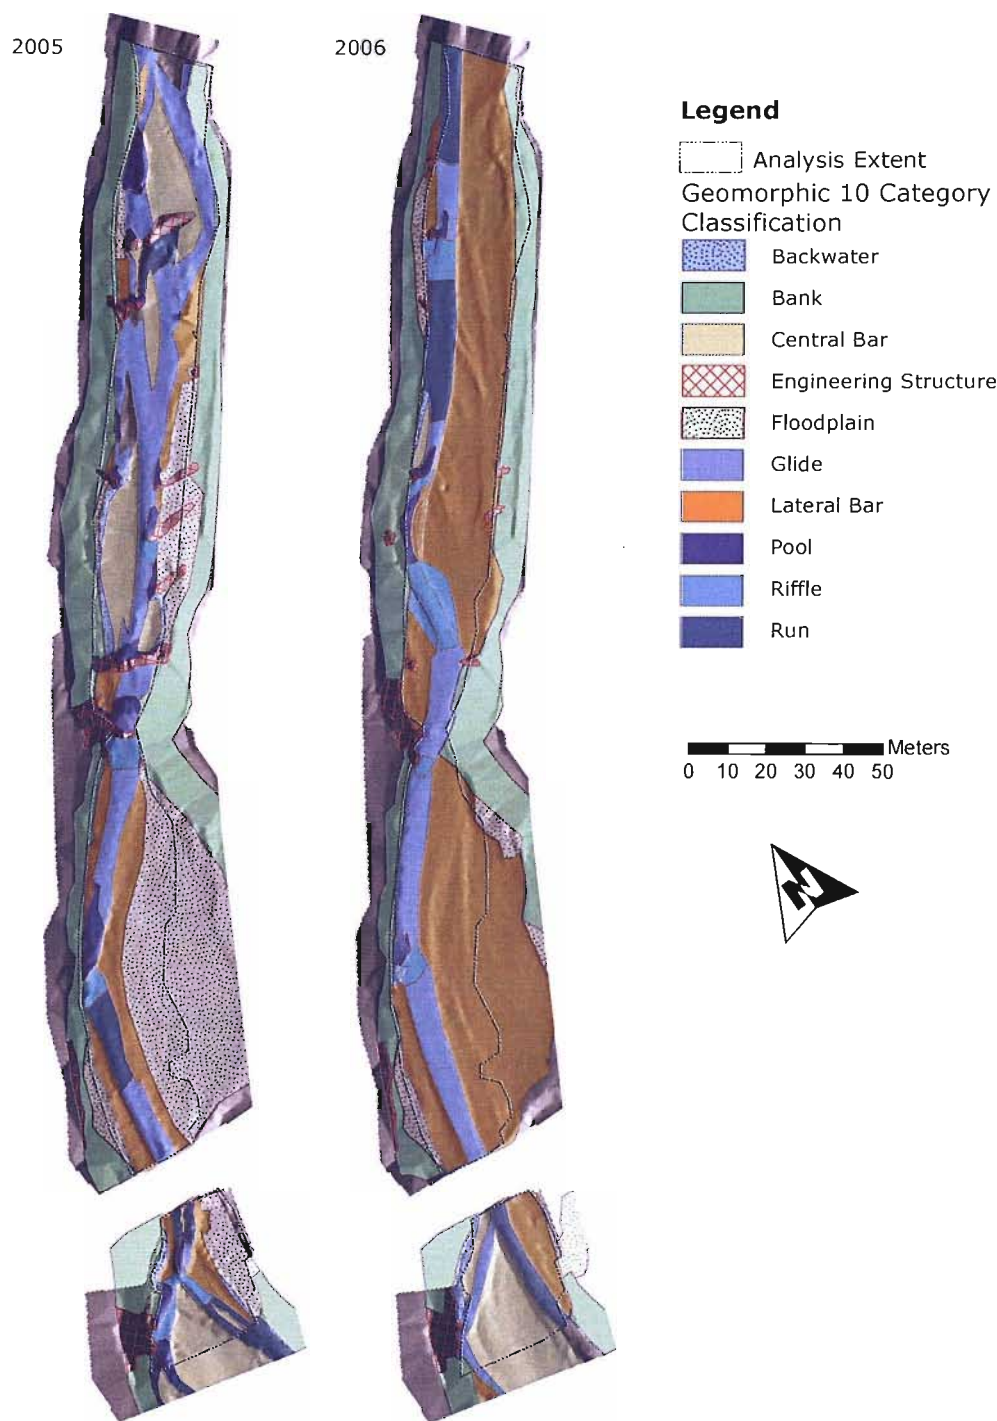 2005
2006
Legend
Analysis Extent
Geomorphic 10 Category
Classification
Backwater
Bank
Central Bar
Engineering Structure
Floodplain
Glide
Lateral Bar
Pool
Riffle
Run
Meters
0 10 20 30 40 50
N